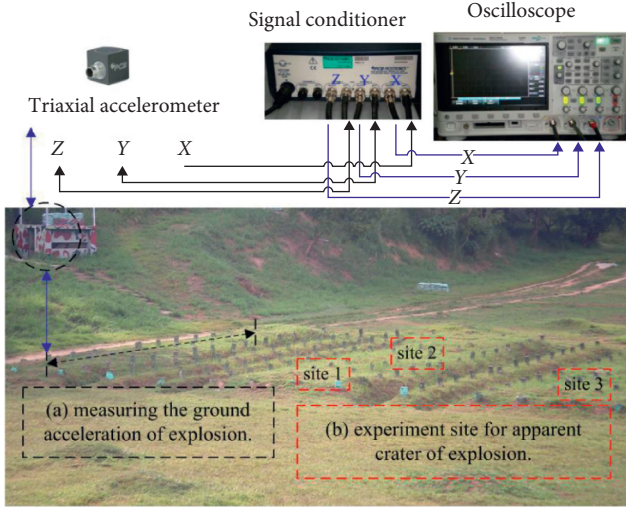 Signal conditioner
Oscilloscope
Triaxial accelerometer
Z Y X
Z Y X
X
Y
Z
site 1
site 2
site 3
(a) measuring the ground
acceleration of explosion.
(b) experiment site for apparent
crater of explosion.